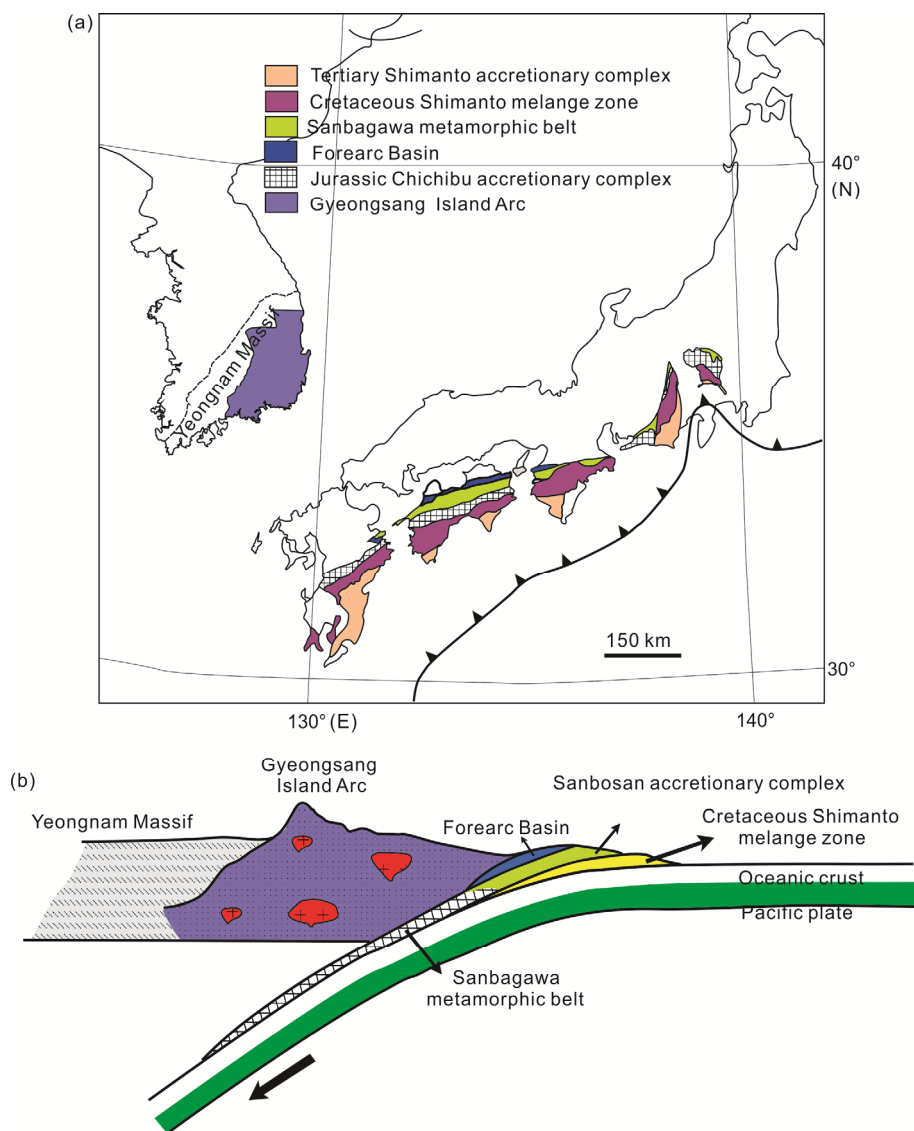 (a)
Tertiary Shimanto accretionary complex
Cretaceous Shimanto melange zone
Sanbagawa metamorphic belt
Forearc Basin
Jurassic Chichibu accretionary complex
Gyeongsang Island Arc
40°
(N)
Yeongnam Massif
150 km
30°
130° (E)
140°
(b)
Gyeongsang
Island Arc
Yeongnam Massif
Sanbosan accretionary complex
Forearc Basin
Cretaceous Shimanto
melange zone
Oceanic crust
Pacific plate
Sanbagawa
metamorphic belt